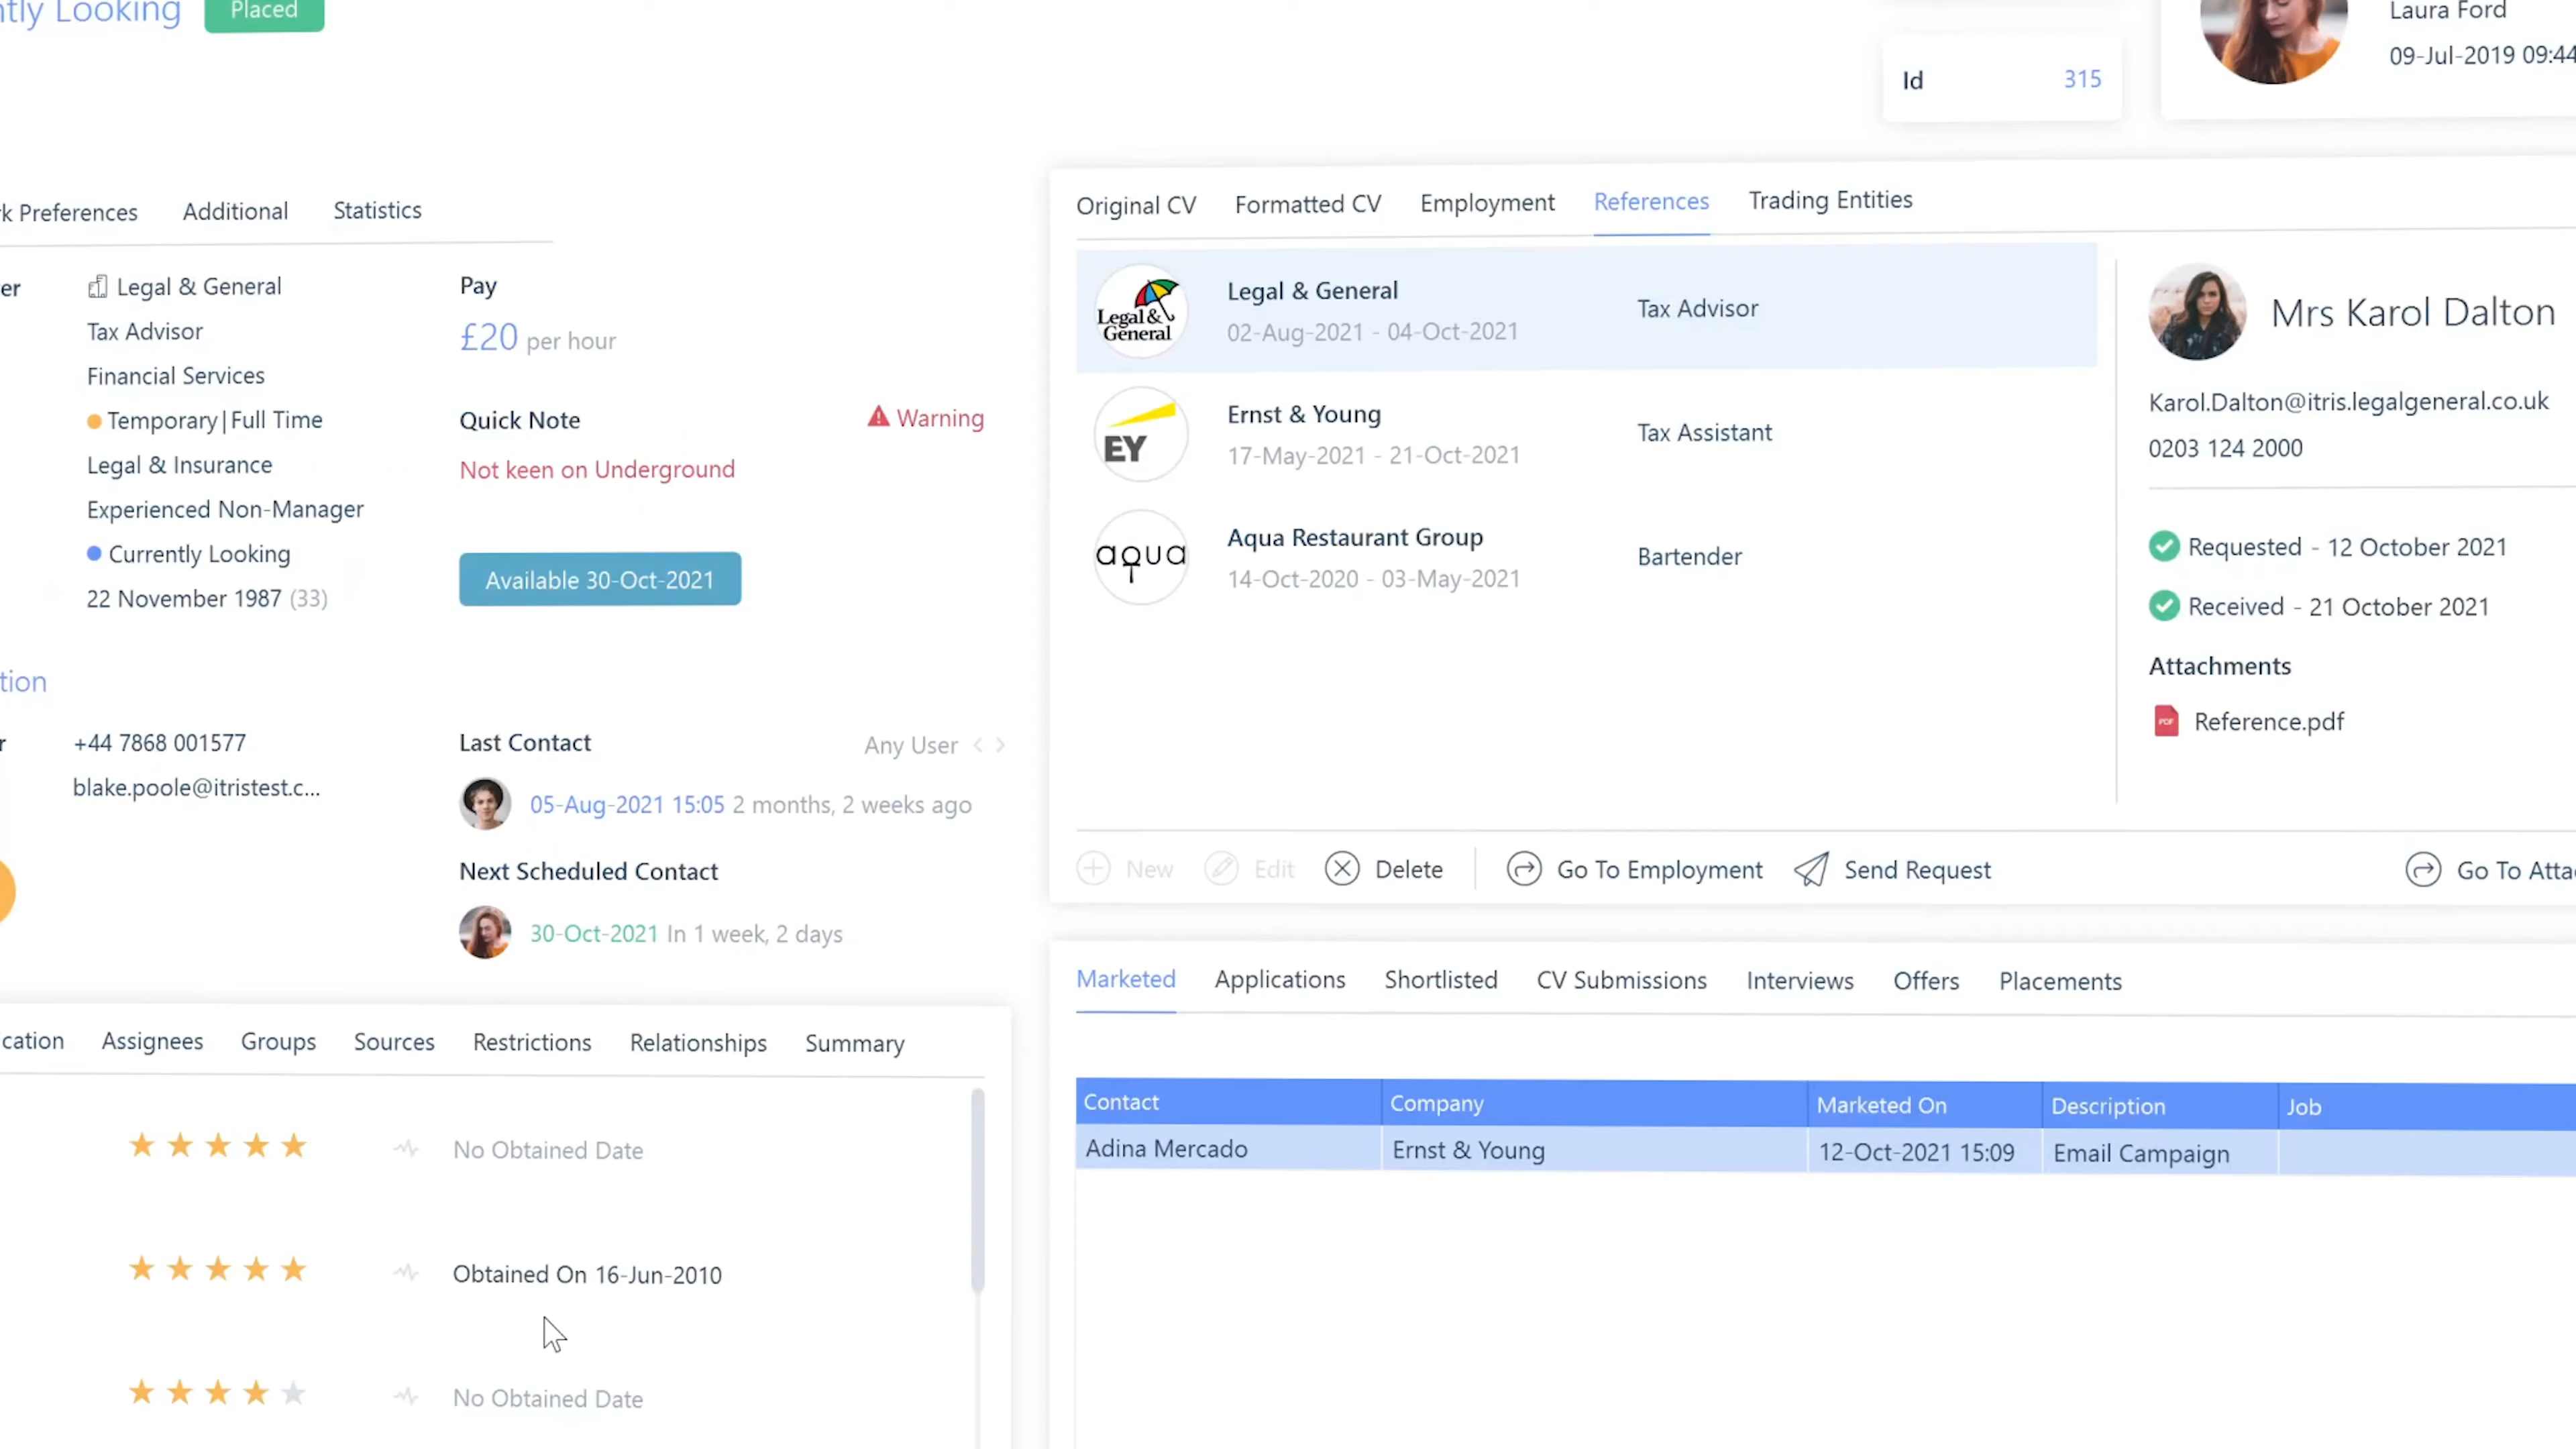 ntly Looking
Placed
Laura Ford
09-Jul-2019 09:44
Id
315
k Preferences
Additional
Statistics
er
Legal & General
Tax Advisor
Financial Services
Temporary|Full Time
Legal & Insurance
Experienced Non-Manager
Currently Looking
22 November 1987 (33)
Pay
£20 per hour
Quick Note
Warning
Not keen on Underground
Available 30-Oct-2021
tion
r
+44 7868 001577
blake.poole@itristest.c...
Last Contact
Any User
05-Aug-2021 15:05 2 months, 2 weeks ago
Next Scheduled Contact
30-Oct-2021 In 1 week, 2 days
Original CV
Formatted CV
Employment
References
Trading Entities
Legal &
General
Legal & General
02-Aug-2021 - 04-Oct-2021
Tax Advisor
EY
Ernst & Young
17-May-2021 - 21-Oct-2021
Tax Assistant
aqua
Aqua Restaurant Group
14-Oct-2020 - 03-May-2021
Bartender
Mrs Karol Dalton
Karol.Dalton@itris.legalgeneral.co.uk
0203 124 2000
Requested - 12 October 2021
Received - 21 October 2021
Attachments
PDF
Reference.pdf
New
Edit
Delete
Go To Employment
Send Request
Go To Atta
cation
Assignees
Groups
Sources
Restrictions
Relationships
Summary
No Obtained Date
Obtained On 16-Jun-2010
No Obtained Date
Marketed
Applications
Shortlisted
CV Submissions
Interviews
Offers
Placements
Contact
Company
Marketed On
Description
Job
Adina Mercado
Ernst & Young
12-Oct-2021 15:09
Email Campaign